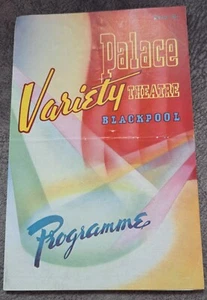 Palace
Variety THEATRE
BLACKPOOL
Programme